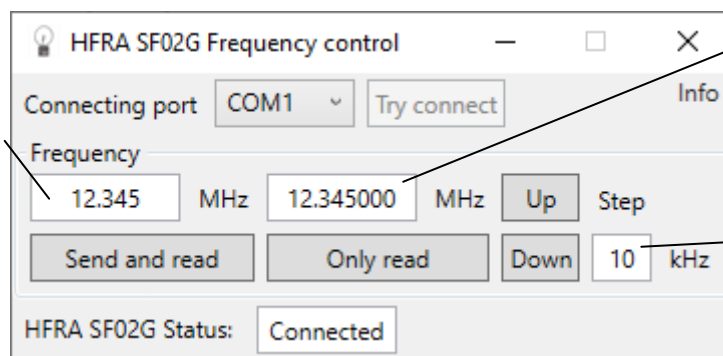 HFRA SF02G Frequency control
Connecting port COM1 Try connect Info
Frequency
12.345 MHz 12.345000 MHz Up Step
Send and read Only read Down 10 kHz
HFRA SF02G Status: Connected